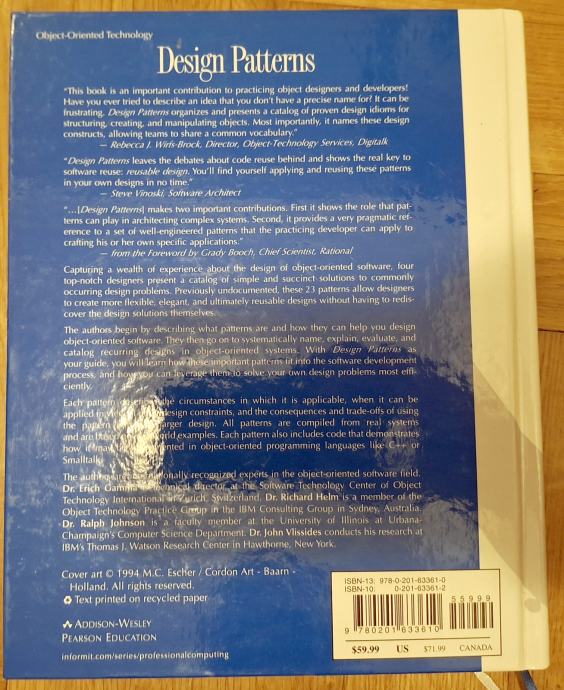 Object-Oriented Technology
Design Patterns
"This book is an important contribution to practicing object designers and developers!
Have you ever tried to describe an idea that you don't have a precise name for? It can be
frustrating. Design Patterns organizes and presents a catalog of proven design idioms for
structuring, creating, and manipulating objects. Most importantly, it names these design
constructs, allowing teams to share a common vocabulary."
— Rebecca J. Wirfs-Brock, Director, Object-Technology Services, Digitalk
"Design Patterns leaves the debates about code reuse behind and shows the real key to
software reuse: reusable design. You'll find yourself applying and reusing these patterns
in your own designs in no time."
— Steve Vinoski, Software Architect
"…[Design Patterns] makes two important contributions. First it shows the role that pat-
terns can play in architecting complex systems. Second, it provides a very pragmatic ref-
erence to a set of well-engineered patterns that the practicing developer can apply to
crafting his or her own specific applications."
— from the Foreword by Grady Booch, Chief Scientist, Rational
Capturing a wealth of experience about the design of object-oriented software, four
top-notch designers present a catalog of simple and succinct solutions to commonly
occurring design problems. Previously undocumented, these 23 patterns allow designers
to create more flexible, elegant, and ultimately reusable designs without having to redis-
cover the design solutions themselves.
The authors begin by describing what patterns are and how they can help you design
object-oriented software. They then go on to systematically name, explain, evaluate, and
catalog recurring designs in object-oriented systems. With Design Patterns as
your guide, you will learn how these important patterns fit into the software development
process, and how you can leverage them to solve your own design problems most effi-
ciently.
Each pattern describes the circumstances in which it is applicable, when it can be
applied in design constraints, and the consequences and trade-offs of using
the pattern larger design. All patterns are compiled from real systems
and are examples. Each pattern also includes code that demonstrates
how it may in object-oriented programming languages like C++ or
Smalltalk.
The authors are internationally recognized experts in the object-oriented software field.
Dr. Erich Gamma is technical director at the Software Technology Center of Object
Technology International in Zurich, Switzerland. Dr. Richard Helm is a member of the
Object Technology Practice Group in the IBM Consulting Group in Sydney, Australia.
Dr. Ralph Johnson is a faculty member at the University of Illinois at Urbana-
Champaign's Computer Science Department. Dr. John Vlissides conducts his research at
IBM's Thomas J. Watson Research Center in Hawthorne, New York.
Cover art © 1994 M.C. Escher / Cordon Art - Baarn -
Holland. All rights reserved.
Text printed on recycled paper
ADDISON-WESLEY
PEARSON EDUCATION
informit.com/series/professionalcomputing
ISBN-13: 978-0-201-63361-0
ISBN-10: 0-201-63361-2
55999
9 780201 633610
$59.99 US $71.99 CANADA